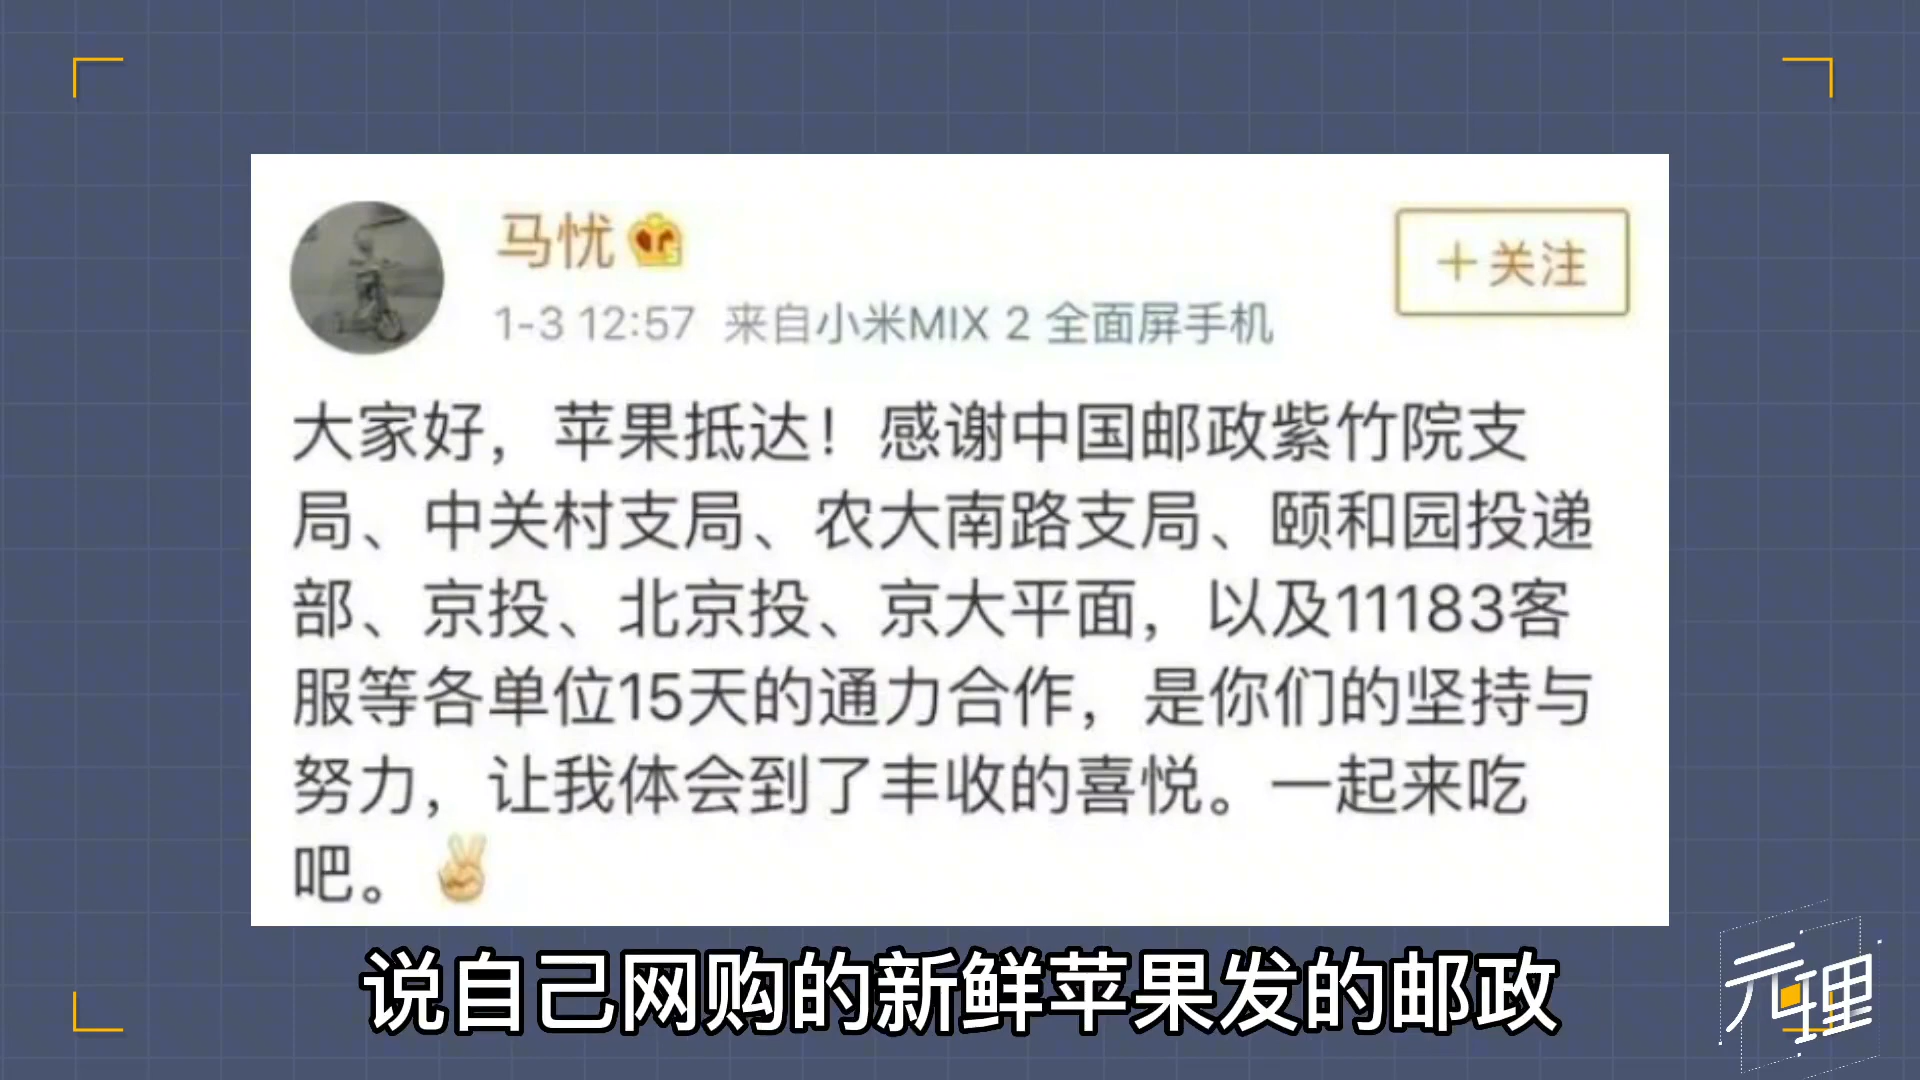 马忧
+关注
1-3 12:57 来自小米MIX 2 全面屏手机
大家好，苹果抵达！感谢中国邮政紫竹院支
局、中关村支局、农大南路支局、颐和园投递
部、京投、北京投、京大平面，以及11183客
服等各单位15天的通力合作，是你们的坚持与
努力，让我体会到了丰收的喜悦。一起来吃
吧。✌
说自己网购的新鲜苹果发的邮政
元理